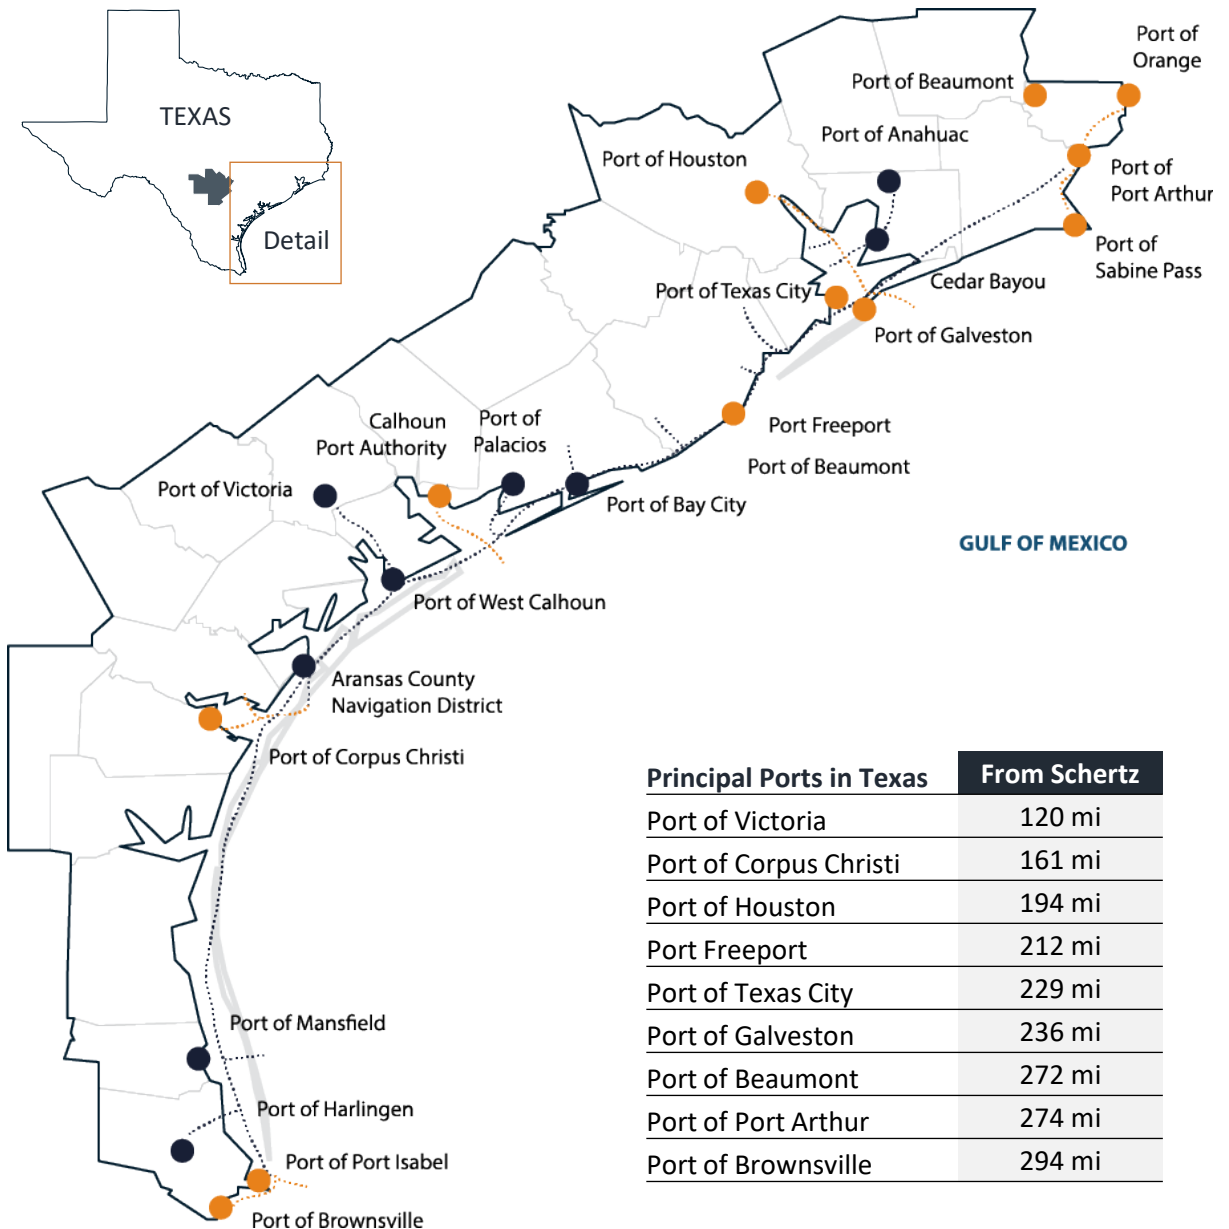 TEXAS
Detail
Port of
Orange
Port of Beaumont
Port of Anahuac
Port of Houston
Port of
Port Arthur
Port of
Sabine Pass
Cedar Bayou
Port of Texas City
Port of Galveston
Port Freeport
Port of Beaumont
Calhoun
Port Authority
Port of
Palacios
Port of Victoria
Port of Bay City
GULF OF MEXICO
Port of West Calhoun
Aransas County
Navigation District
Port of Corpus Christi
Port of Mansfield
Port of Harlingen
Port of Port Isabel
Port of Brownsville
Principal Ports in Texas From Schertz
Port of Victoria 120 mi
Port of Corpus Christi 161 mi
Port of Houston 194 mi
Port Freeport 212 mi
Port of Texas City 229 mi
Port of Galveston 236 mi
Port of Beaumont 272 mi
Port of Port Arthur 274 mi
Port of Brownsville 294 mi